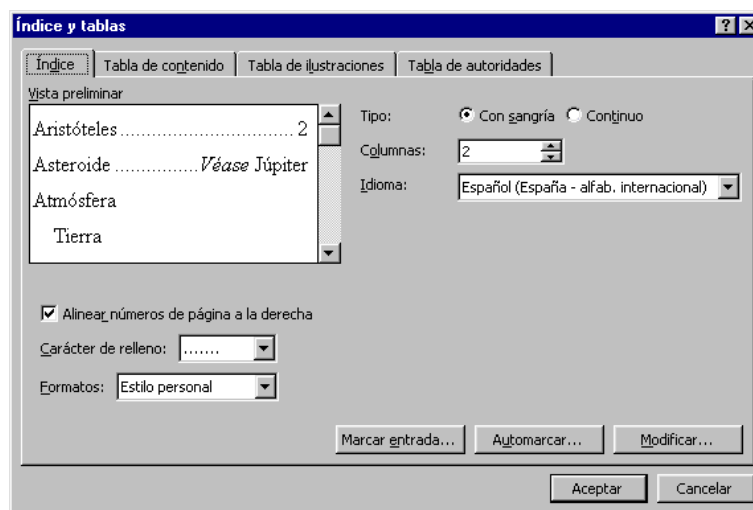 Índice y tablas
Índice Tabla de contenido Tabla de ilustraciones Tabla de autoridades
Vista preliminar
Aristóteles.................................2
Asteroide ................Véase Júpiter
Atmósfera
Tierra
Tipo: Con sangría Continuo
Columnas: 2
Idioma: Español (España - alfab. internacional)
Alinear números de página a la derecha
Carácter de relleno: .......
Formatos: Estilo personal
Marcar entrada... Automarcar... Modificar...
Aceptar Cancelar